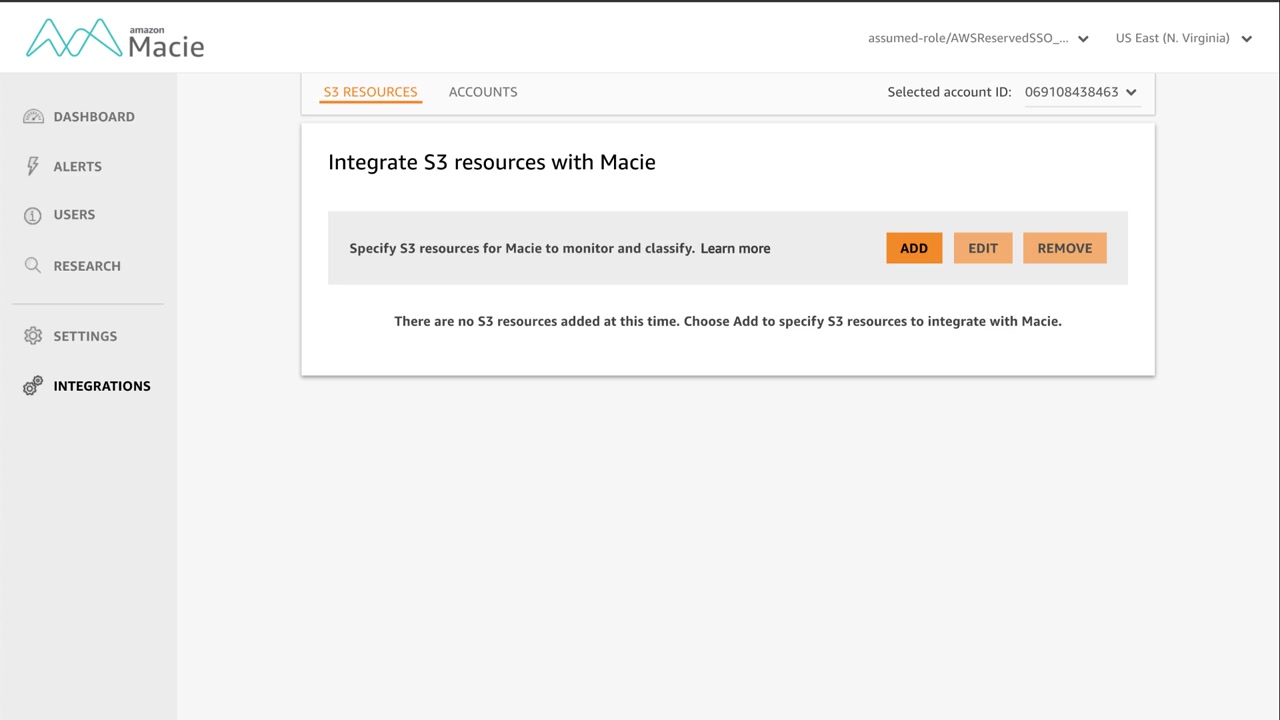 amazon
Macie
assumed-role/AWSReservedSSO_...
US East (N. Virginia)
S3 RESOURCES
ACCOUNTS
Selected account ID: 069108438463
DASHBOARD
ALERTS
USERS
RESEARCH
SETTINGS
INTEGRATIONS
Integrate S3 resources with Macie
Specify S3 resources for Macie to monitor and classify. Learn more
ADD
EDIT
REMOVE
There are no S3 resources added at this time. Choose Add to specify S3 resources to integrate with Macie.